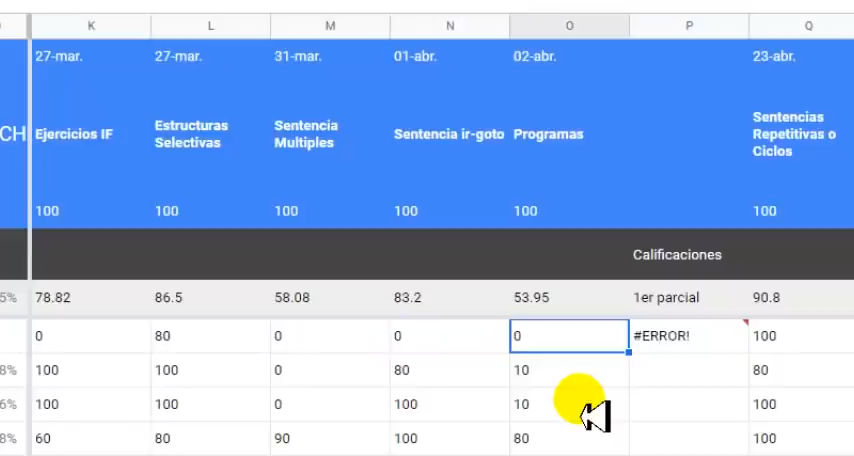 K L M N O P Q
27-mar. 27-mar. 31-mar. 01-abr. 02-abr. 23-abr.
CH Ejercicios IF Estructuras Selectivas Sentencia Multiples Sentencia ir-goto Programas Sentencias Repetitivas o Ciclos
100 100 100 100 100 100
Calificaciones
5% 78.82 86.5 58.08 83.2 53.95 1er parcial 90.8
0 80 0 0 0 #ERROR! 100
8% 100 100 0 80 10 80
6% 100 100 0 100 10 100
8% 60 80 90 100 80 100